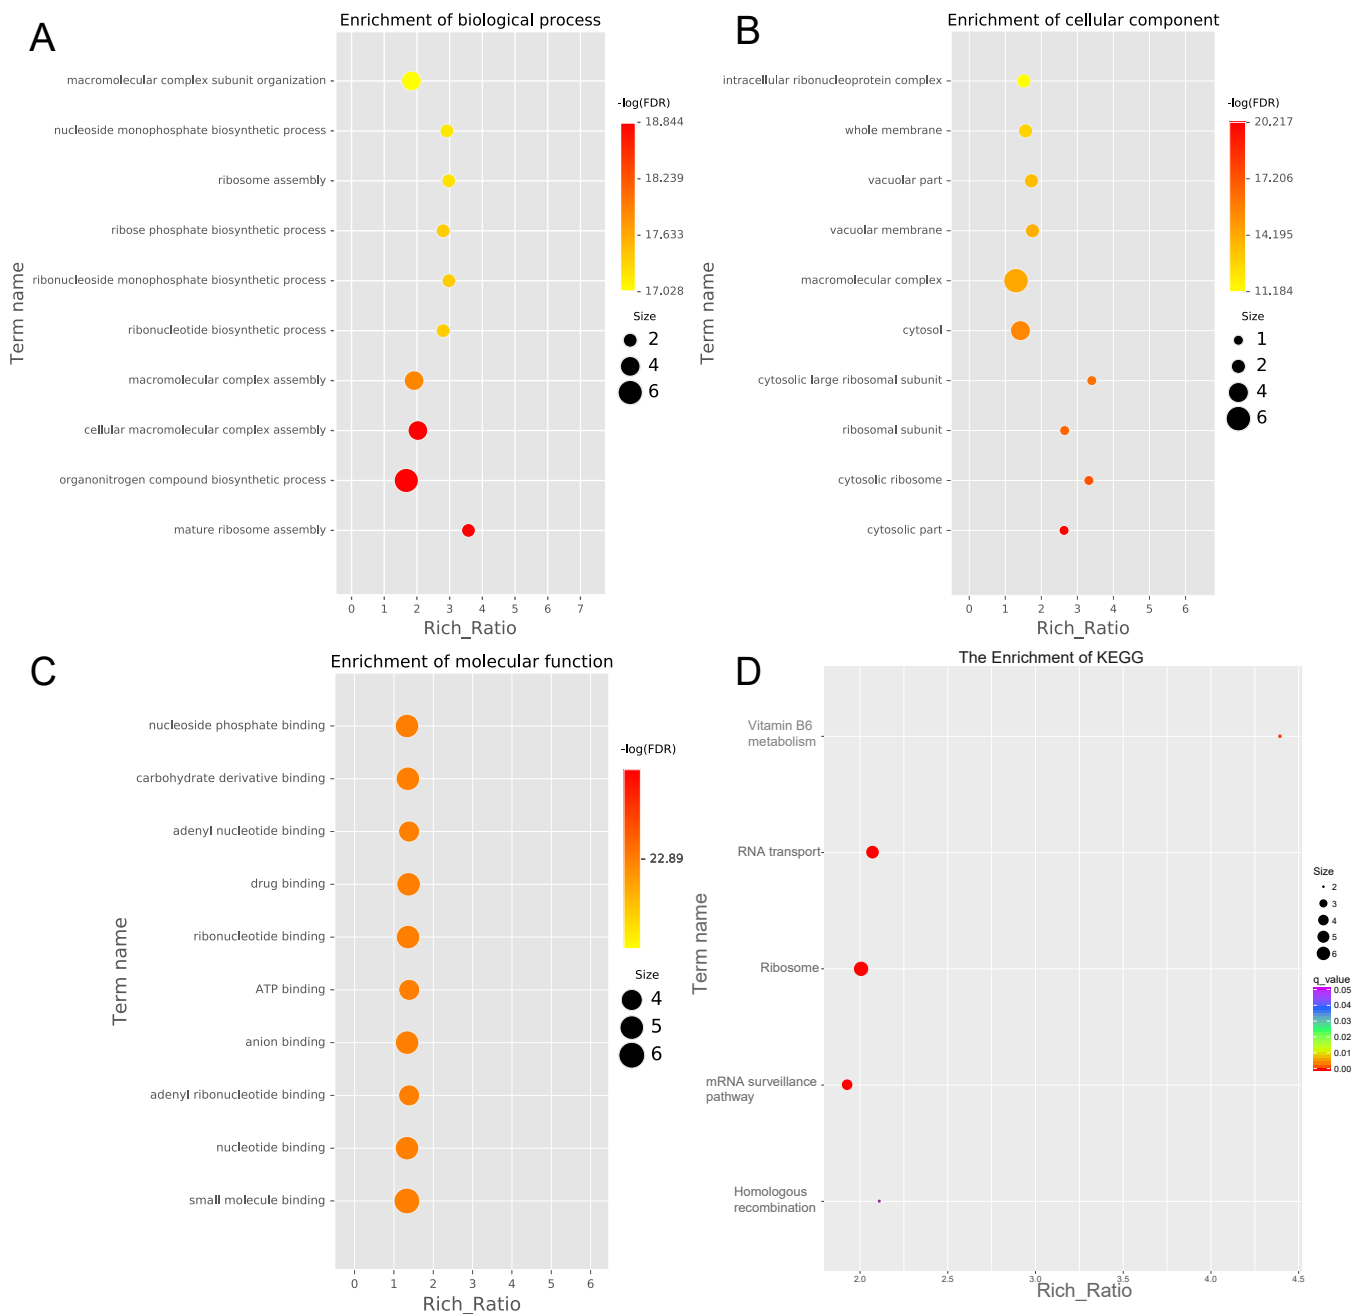 A
Enrichment of biological process
macromolecular complex subunit organization
nucleoside monophosphate biosynthetic process
ribosome assembly
ribose phosphate biosynthetic process
ribonucleoside monophosphate biosynthetic process
ribonucleotide biosynthetic process
macromolecular complex assembly
cellular macromolecular complex assembly
organonitrogen compound biosynthetic process
mature ribosome assembly
Term name
0 1 2 3 4 5 6 7
Rich_Ratio
-log(FDR)
18.844
18.239
17.633
17.028
Size
2
4
6
B
Enrichment of cellular component
intracellular ribonucleoprotein complex
whole membrane
vacuolar part
vacuolar membrane
macromolecular complex
cytosol
cytosolic large ribosomal subunit
ribosomal subunit
cytosolic ribosome
cytosolic part
Term name
0 1 2 3 4 5 6
Rich_Ratio
-log(FDR)
20.217
17.206
14.195
11.184
Size
1
2
4
6
C
Enrichment of molecular function
nucleoside phosphate binding
carbohydrate derivative binding
adenyl nucleotide binding
drug binding
ribonucleotide binding
ATP binding
anion binding
adenyl ribonucleotide binding
nucleotide binding
small molecule binding
Term name
0 1 2 3 4 5 6
Rich_Ratio
-log(FDR)
22.89
Size
4
5
6
D
The Enrichment of KEGG
Vitamin B6
metabolism
RNA transport
Ribosome
mRNA surveillance
pathway
Homologous
recombination
Term name
2.0 2.5 3.0 3.5 4.0 4.5
Rich_Ratio
Size
2
3
4
5
6
q_value
0.05
0.04
0.03
0.02
0.01
0.00